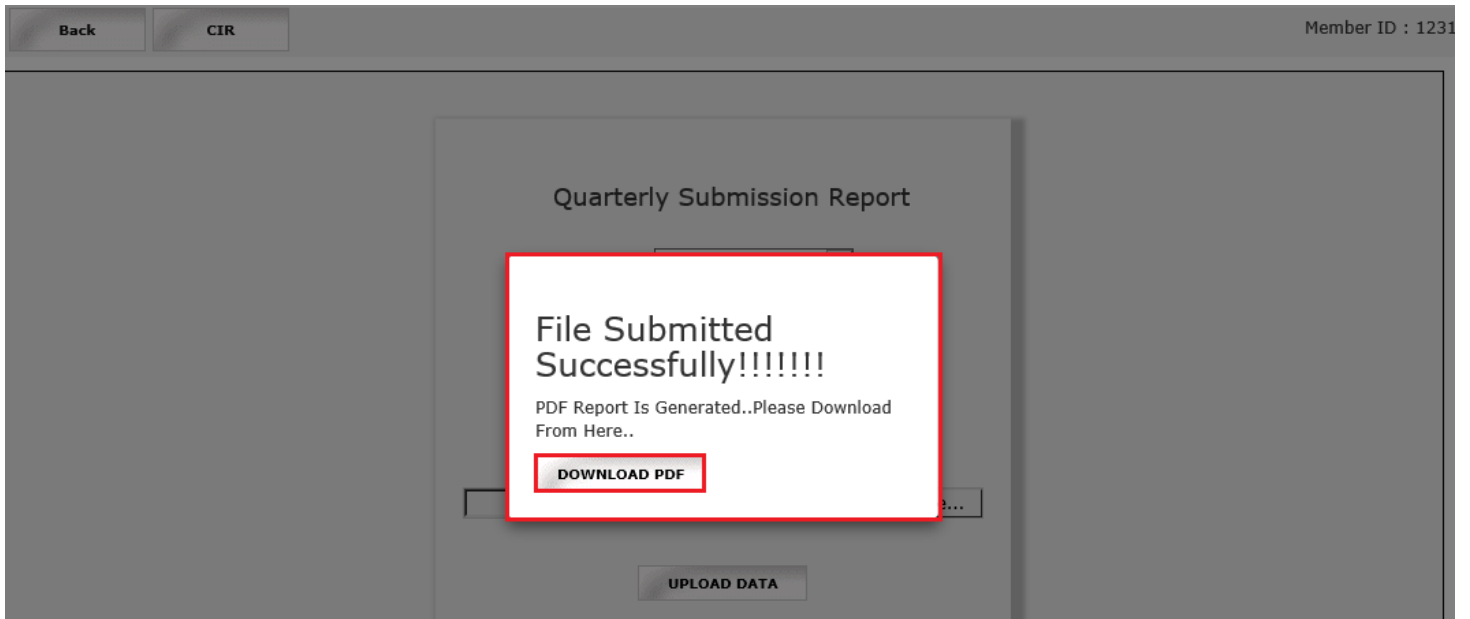 Back CIR Member ID : 1231
Quarterly Submission Report
File Submitted
Successfully!!!!!!!
PDF Report Is Generated..Please Download
From Here..
DOWNLOAD PDF
e...
UPLOAD DATA